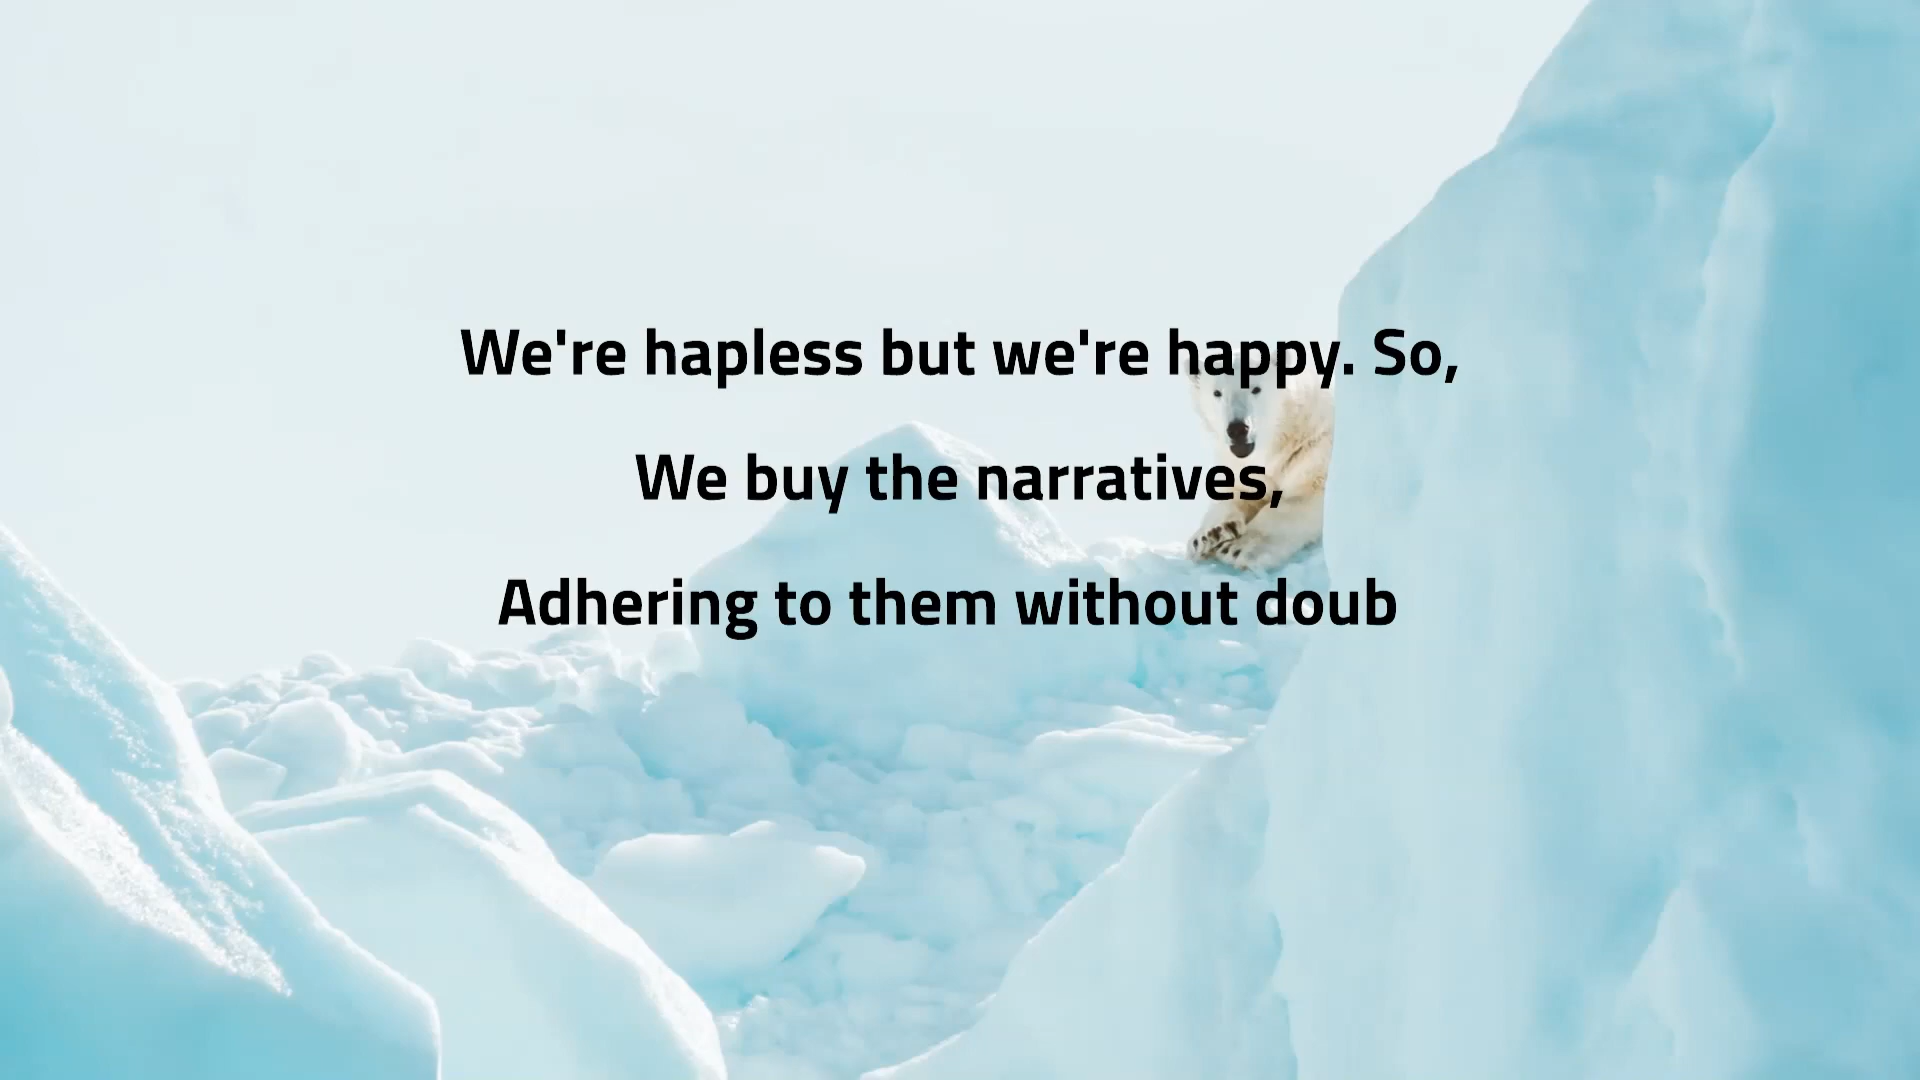 We're hapless but we're happy. So,
We buy the narratives,
Adhering to them without doub